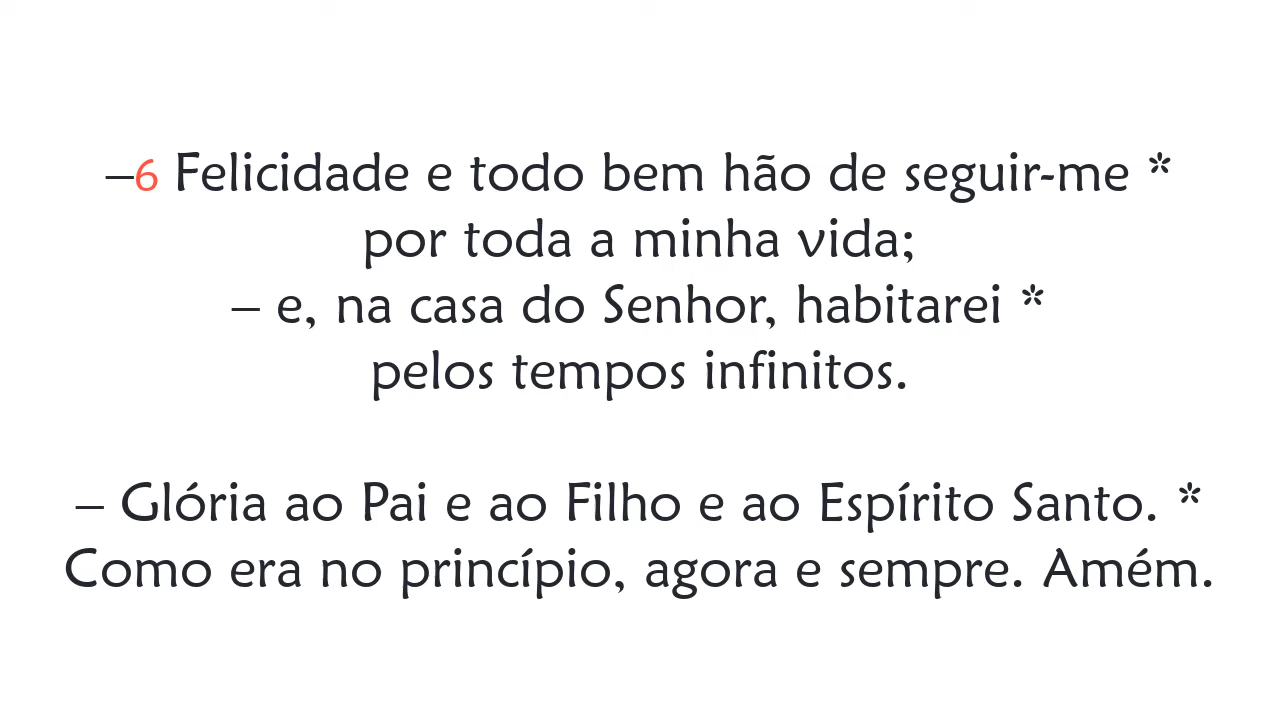 –6 Felicidade e todo bem hão de seguir-me *
por toda a minha vida;
– e, na casa do Senhor, habitarei *
pelos tempos infinitos.
– Glória ao Pai e ao Filho e ao Espírito Santo. *
Como era no princípio, agora e sempre. Amém.